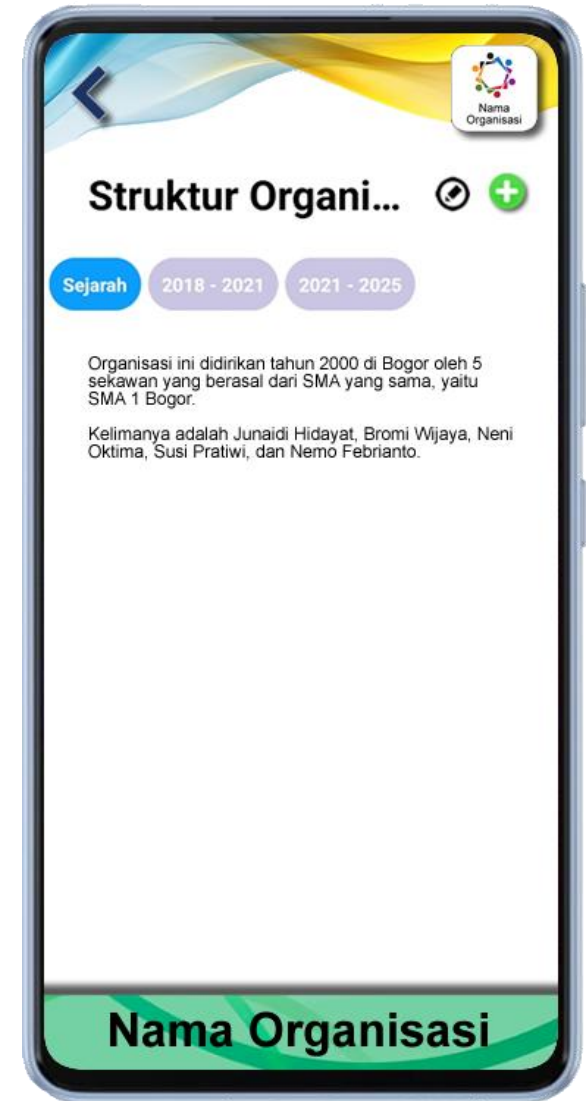 Nama
Organisasi
Struktur Organi...
Sejarah
2018 - 2021
2021 - 2025
Organisasi ini didirikan tahun 2000 di Bogor oleh 5
sekawan yang berasal dari SMA yang sama, yaitu
SMA 1 Bogor.
Kelimanya adalah Junaidi Hidayat, Bromi Wijaya, Neni
Oktima, Susi Pratiwi, dan Nemo Febrianto.
Nama Organisasi